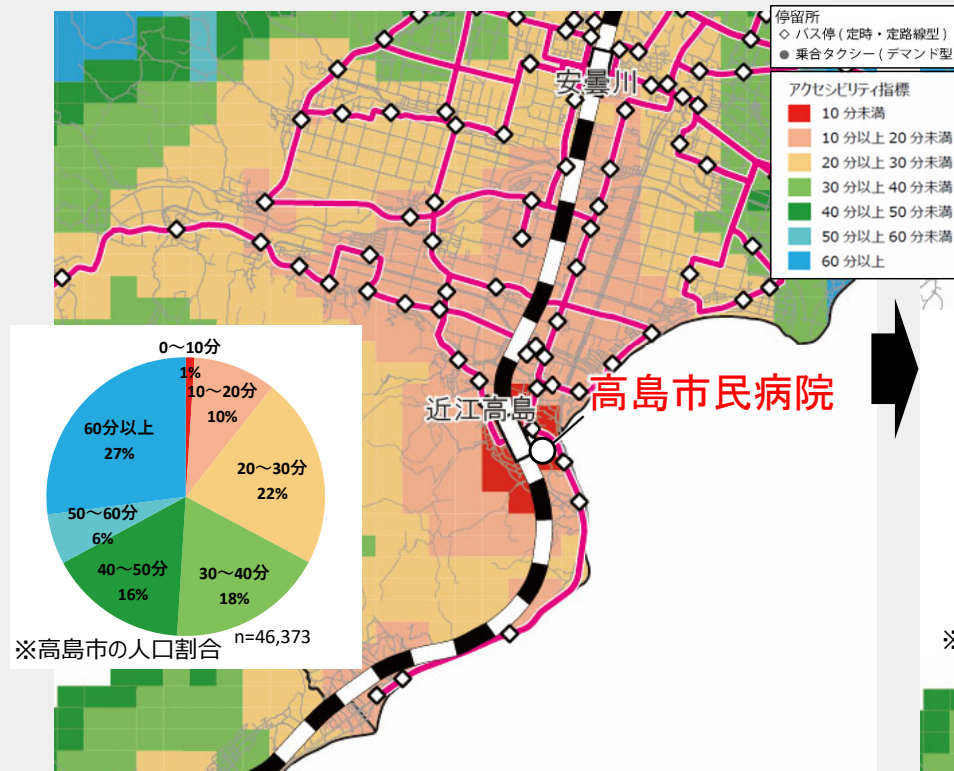 停留所
バス停 ( 定時・定路線型 )
乗合タクシー ( デマンド型
アクセシビリティ指標
10 分未満
10 分以上 20 分未満
20 分以上 30 分未満
30 分以上 40 分未満
40 分以上 50 分未満
50 分以上 60 分未満
60 分以上
安曇川
近江高島
高島市民病院
0～10分
1%
10～20分
10%
20～30分
22%
30～40分
18%
40～50分
16%
50～60分
6%
60分以上
27%
n=46,373
※高島市の人口割合
※